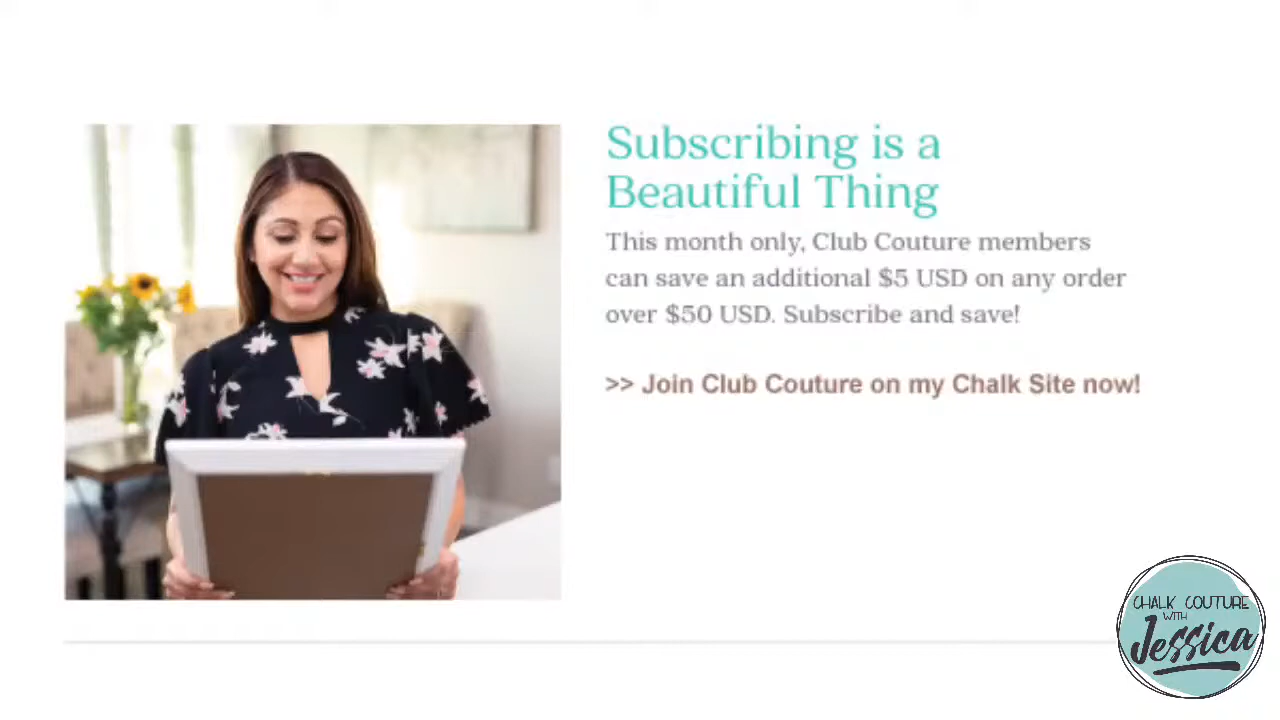 Subscribing is a
Beautiful Thing
This month only, Club Couture members
can save an additional $5 USD on any order
over $50 USD. Subscribe and save!
>> Join Club Couture on my Chalk Site now!
CHALK COUTURE
WITH
Jessica